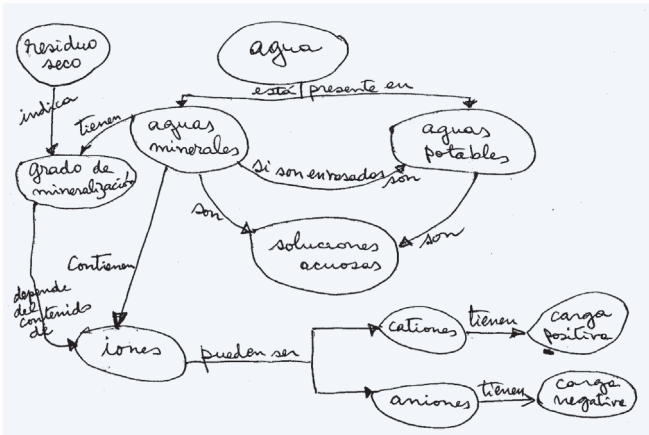 residuo
seco
agua
está presente en
indica
tienen
aguas
minerales
aguas
potables
grado de
mineralización
si son envasadas son
son
son
soluciones
acuosas
Contienen
depende
del
contenido
de
iones
pueden ser
cationes
tienen
carga
positiva
aniones
tienen
carga
negativa